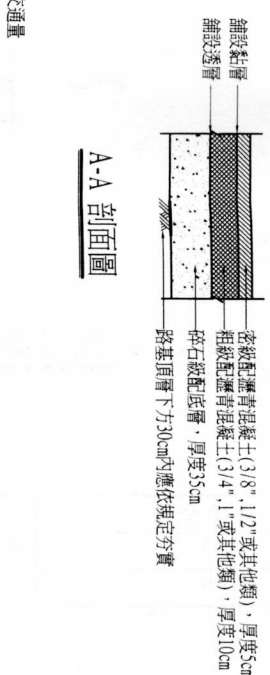 密級配瀝青混凝土(3/8",1/2"或其他類)，厚度5cm
粗級配瀝青混凝土(3/4",1"或其他類)，厚度10cm
碎石級配底層，厚度35cm
路基頂層下方30cm內應依規定夯實
舖設黏層
舖設透層
A-A 剖面圖
交通量